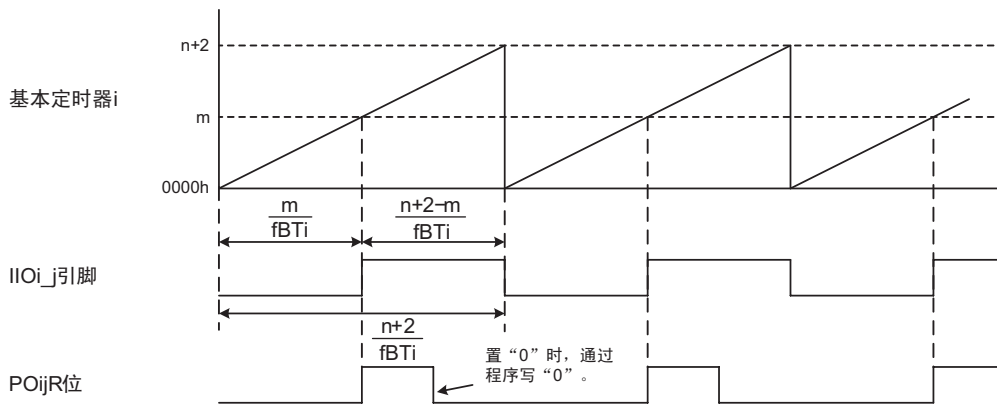 n+2
基本定时器i
m
0000h
m
fBTi
n+2−m
fBTi
IIOi_j引脚
n+2
fBTi
置“0”时，通过
程序写“0”。
POijR位